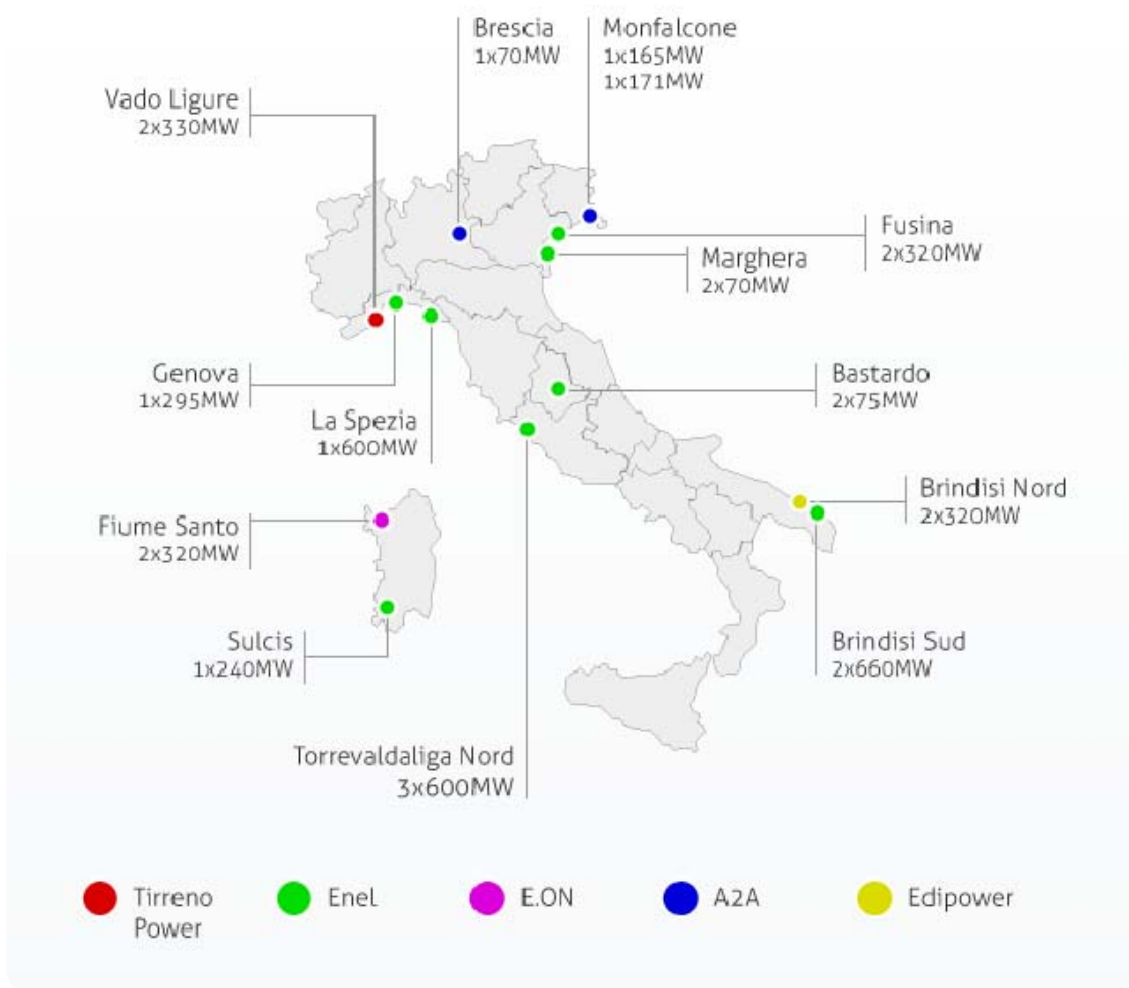 Brescia
1x70MW
Monfalcone
1x165MW
1x171MW
Vado Ligure
2x330MW
Fusina
2x320MW
Marghera
2x70MW
Genova
1x295MW
La Spezia
1x600MW
Bastardo
2x75MW
Brindisi Nord
2x320MW
Fiume Santo
2x320MW
Sulcis
1x240MW
Brindisi Sud
2x660MW
Torrevaldaliga Nord
3x600MW
Tirreno
Power
Enel
E.ON
A2A
Edipower